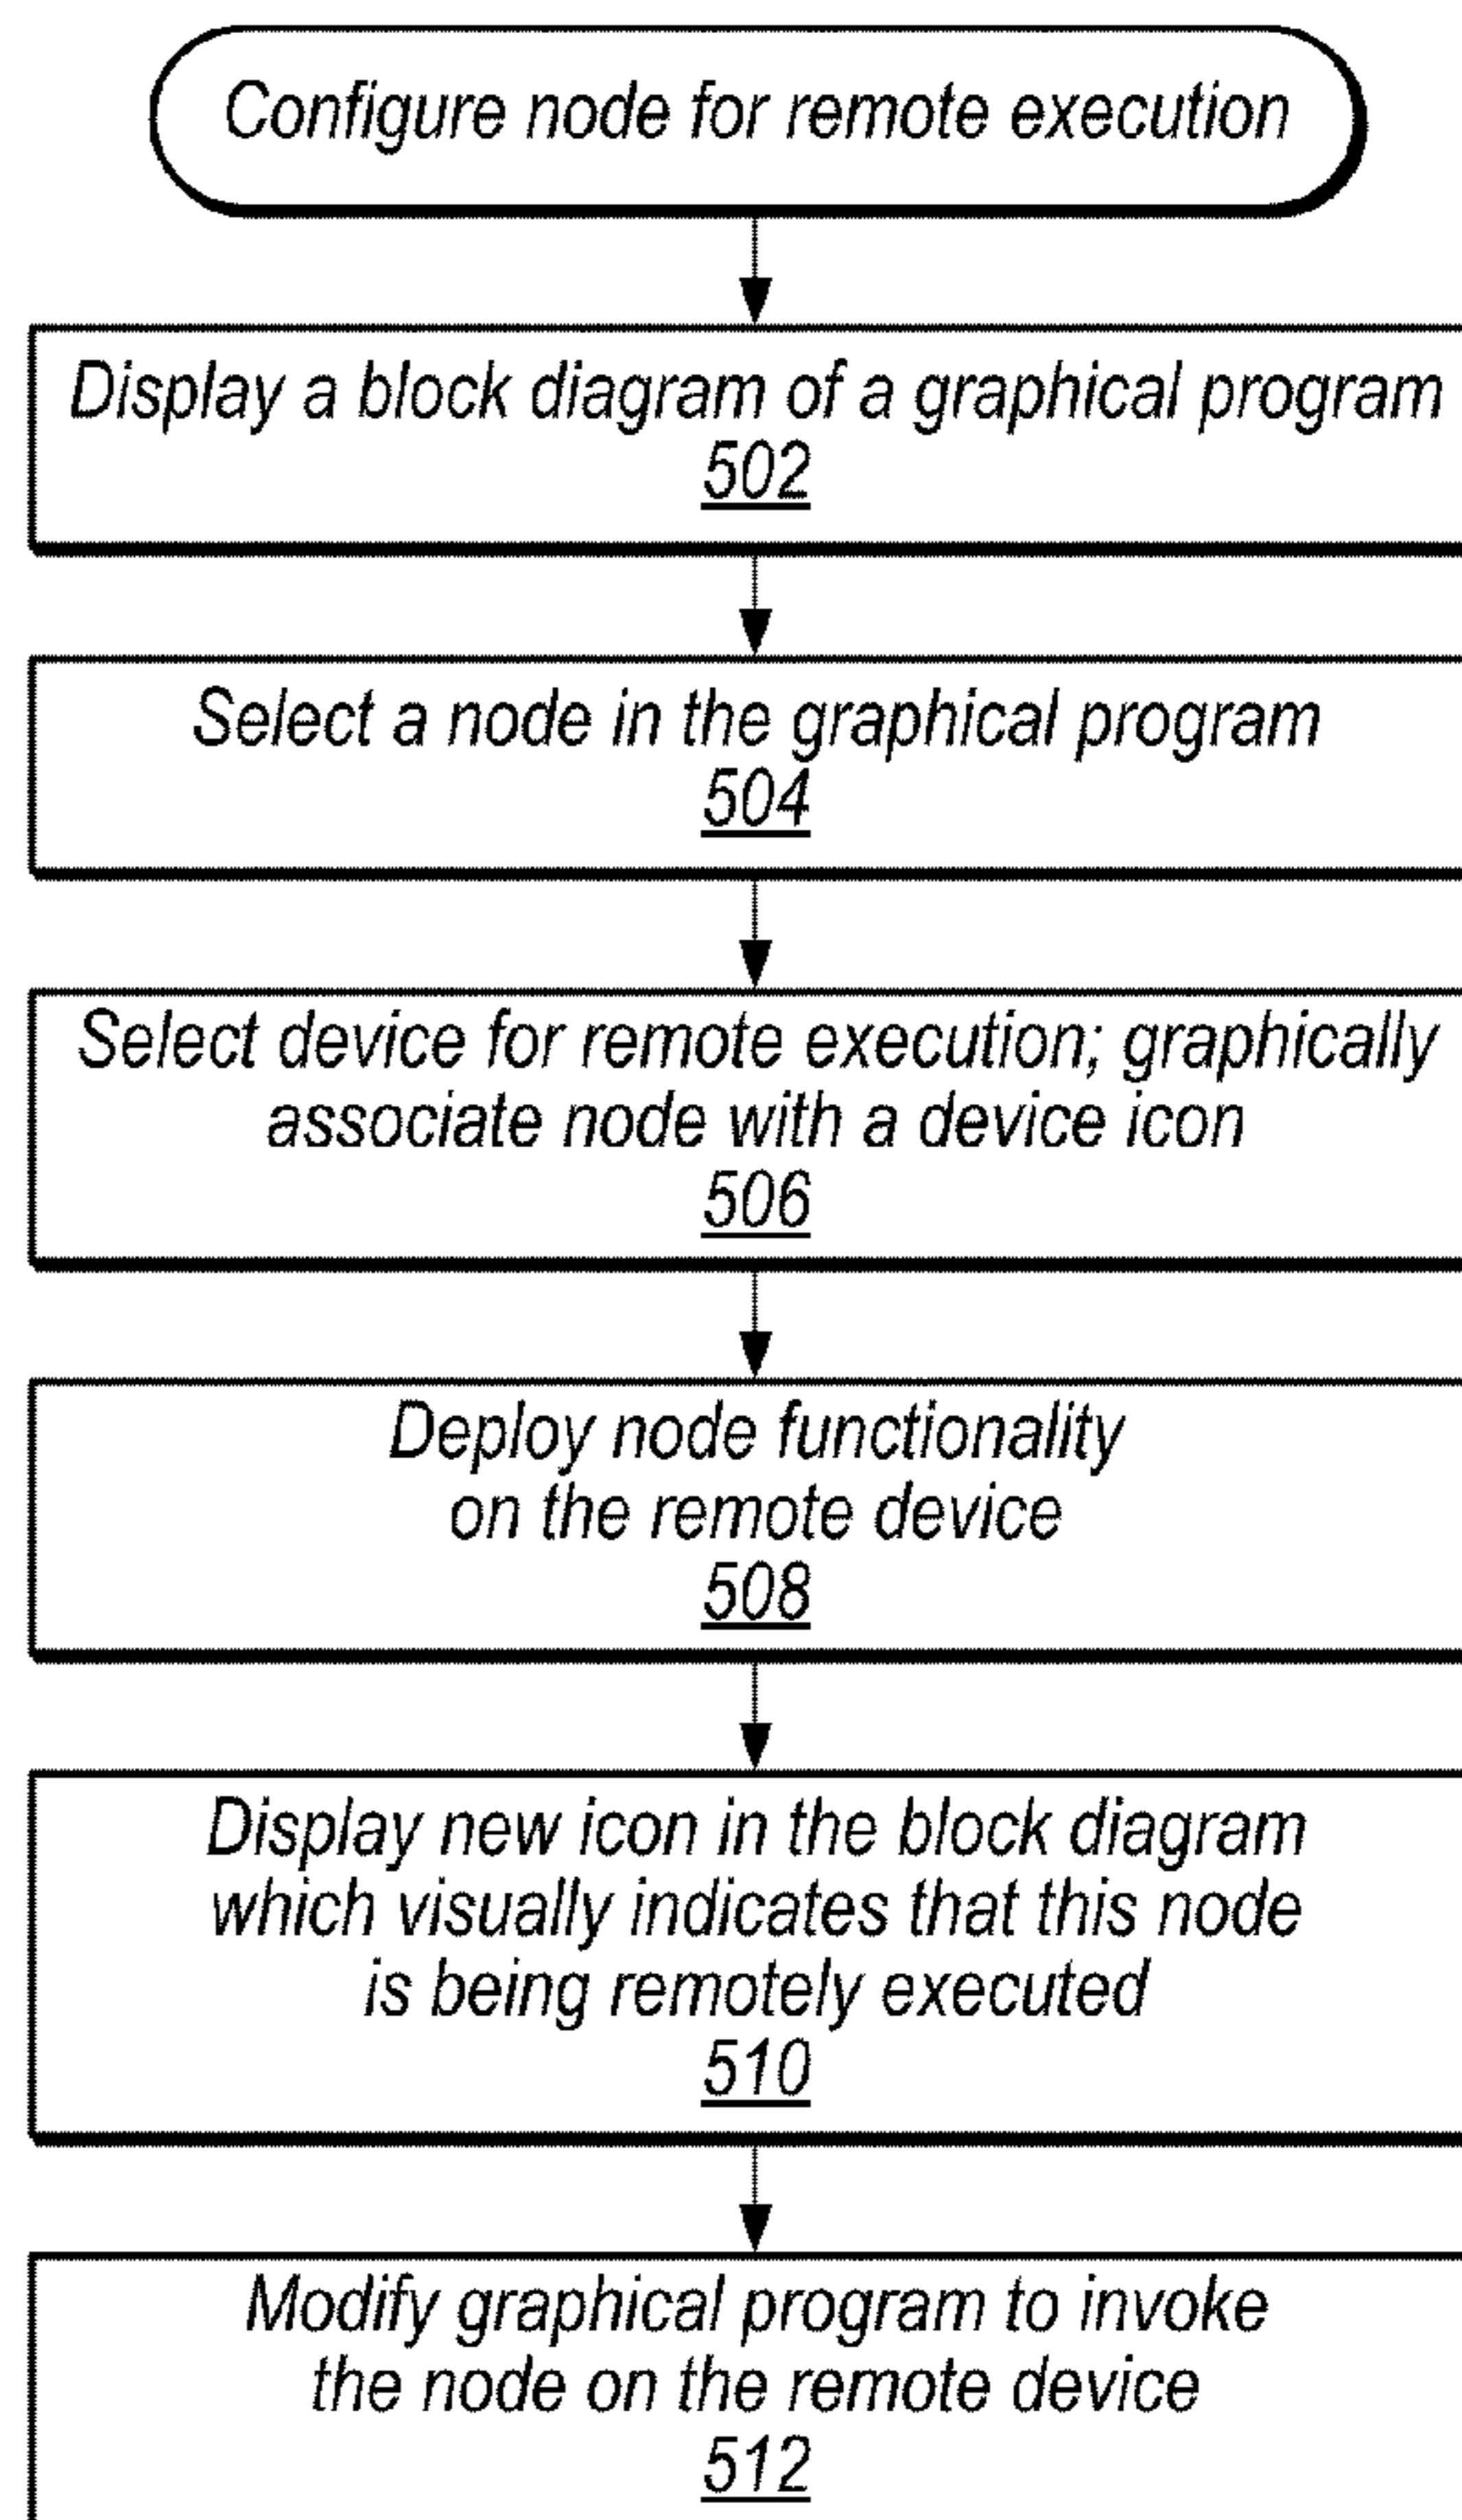 Configure node for remote execution
Display a block diagram of a graphical program
502
Select a node in the graphical program
504
Select device for remote execution; graphically
associate node with a device icon
506
Deploy node functionality
on the remote device
508
Display new icon in the block diagram
which visually indicates that this node
is being remotely executed
510
Modify graphical program to invoke
the node on the remote device
512